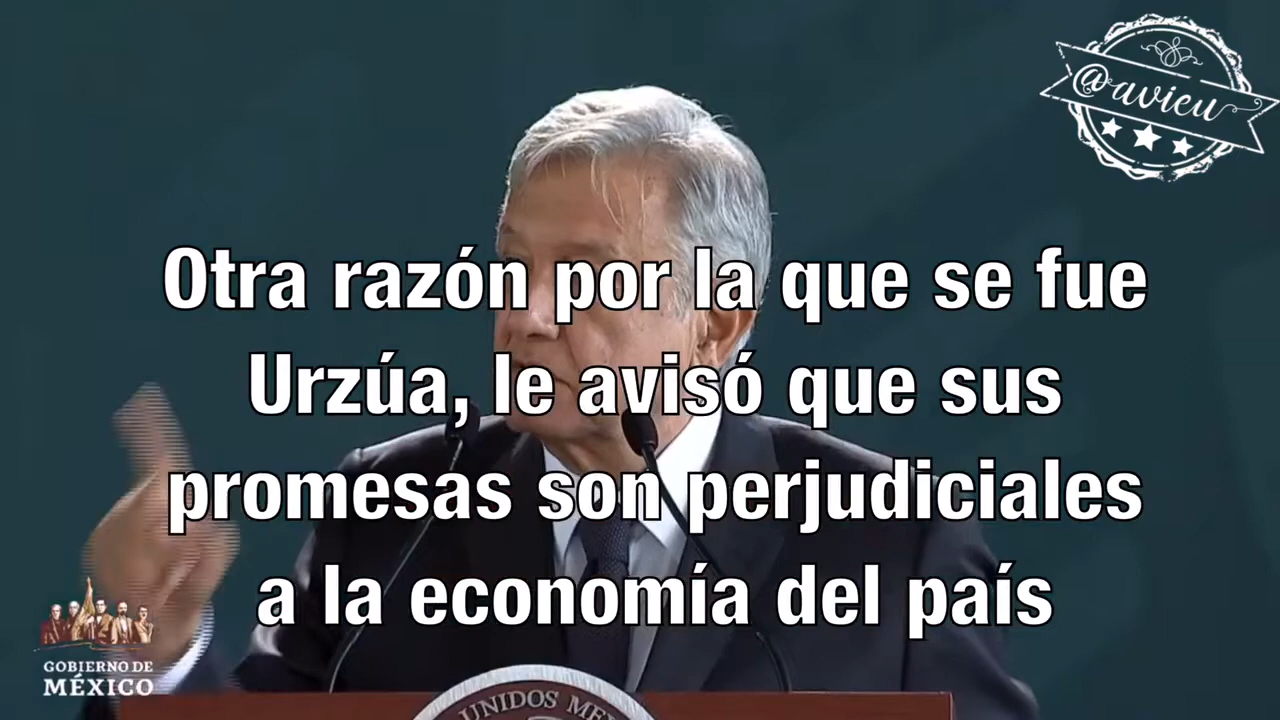 @avieu
Otra razón por la que se fue
Urzúa, le avisó que sus
promesas son perjudiciales
a la economía del país
GOBIERNO DE
MÉXICO
UNIDOS ME